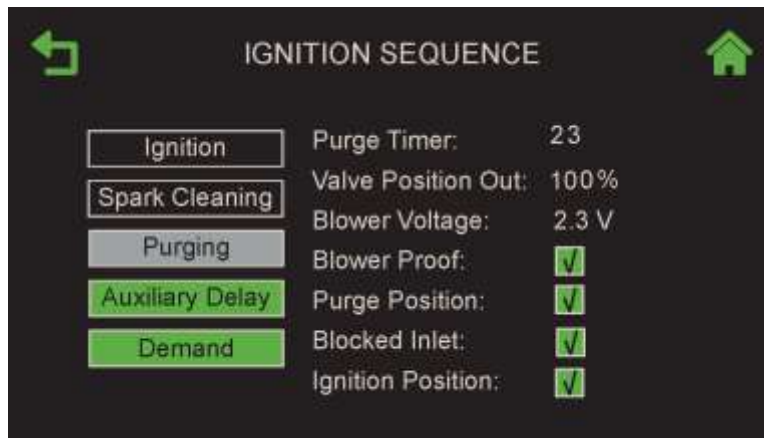 IGNITION SEQUENCE
Ignition
Spark Cleaning
Purging
Auxiliary Delay
Demand
Purge Timer: 23
Valve Position Out: 100%
Blower Voltage: 2.3 V
Blower Proof: √
Purge Position: √
Blocked Inlet: √
Ignition Position: √